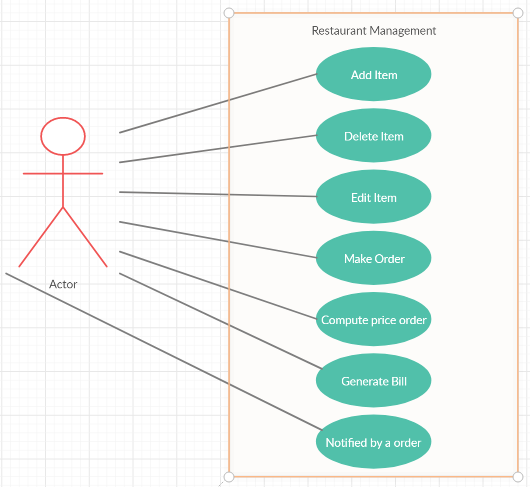 Restaurant Management
Add Item
Delete Item
Edit Item
Make Order
Actor
Compute price order
Generate Bill
Notified by a order